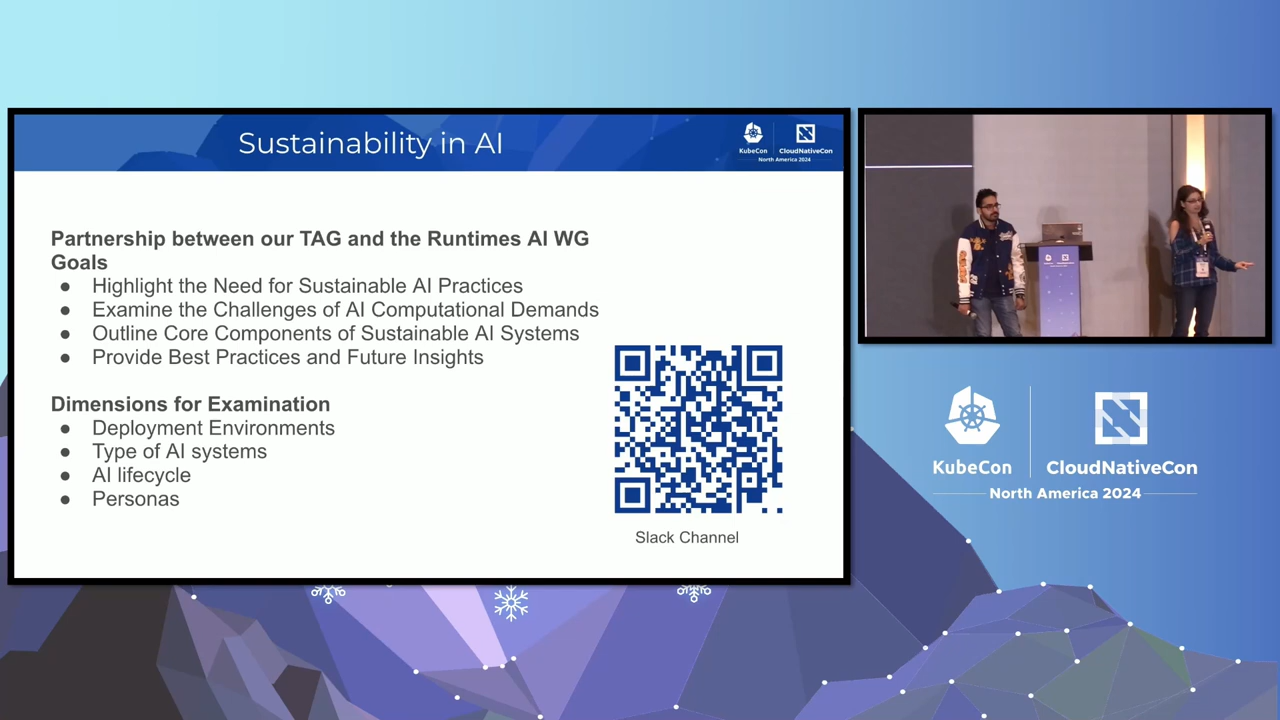 Sustainability in AI
KubeCon
CloudNativeCon
North America 2024
Partnership between our TAG and the Runtimes AI WG
Goals
● Highlight the Need for Sustainable AI Practices
● Examine the Challenges of AI Computational Demands
● Outline Core Components of Sustainable AI Systems
● Provide Best Practices and Future Insights
Dimensions for Examination
● Deployment Environments
● Type of AI systems
● AI lifecycle
● Personas
Slack Channel
KubeCon
CloudNativeCon
North America 2024